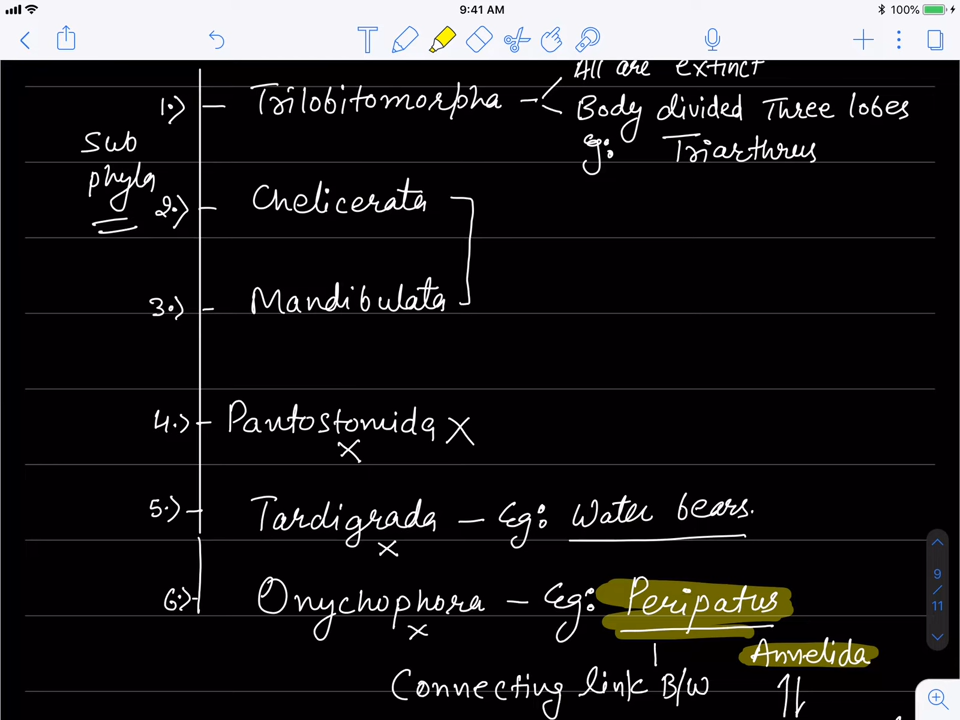 9:41 AM
100%
All are extinct
1.) Trilobitomorpha - Body divided Three lobes
Eg: Triarthrus
Sub phyla
2.) Chelicerata
3.) Mandibulata
4.) Pantostomida X
X
5.) Tardigrada - Eg: Water bears.
X
6.) Onychophora - Eg: Peripatus
X
Annelida
Connecting link B/W
9 / 11